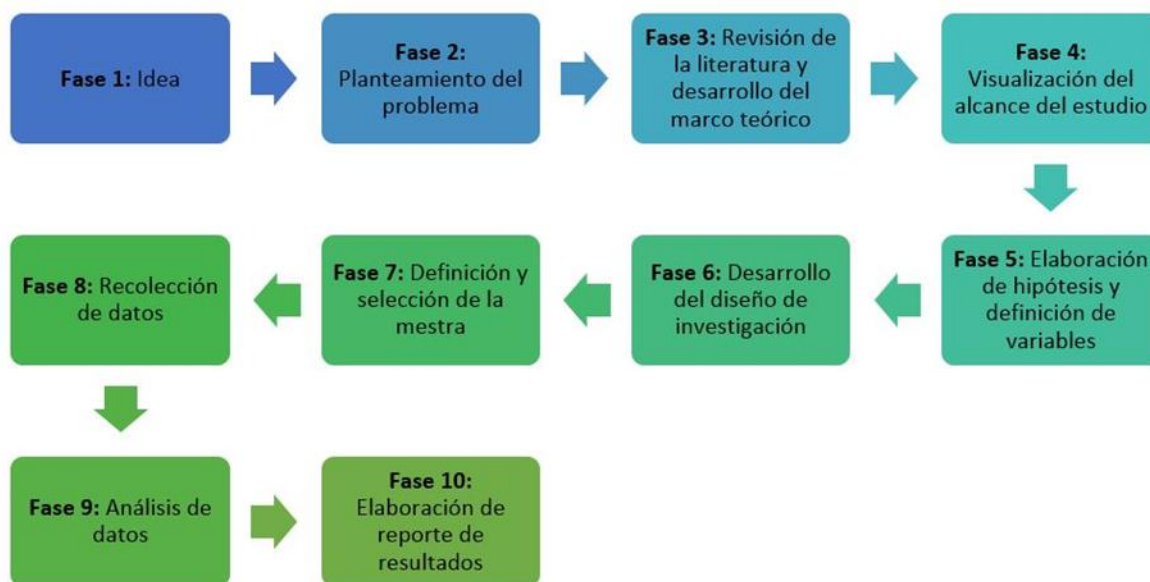 Fase 1: Idea
Fase 2:
Planteamiento del
problema
Fase 3: Revisión de
la literatura y
desarrollo del
marco teórico
Fase 4:
Visualización del
alcance del estudio
Fase 5: Elaboración
de hipótesis y
definición de
variables
Fase 6: Desarrollo
del diseño de
investigación
Fase 7: Definición y
selección de la
mestra
Fase 8: Recolección
de datos
Fase 9: Análisis de
datos
Fase 10:
Elaboración de
reporte de
resultados